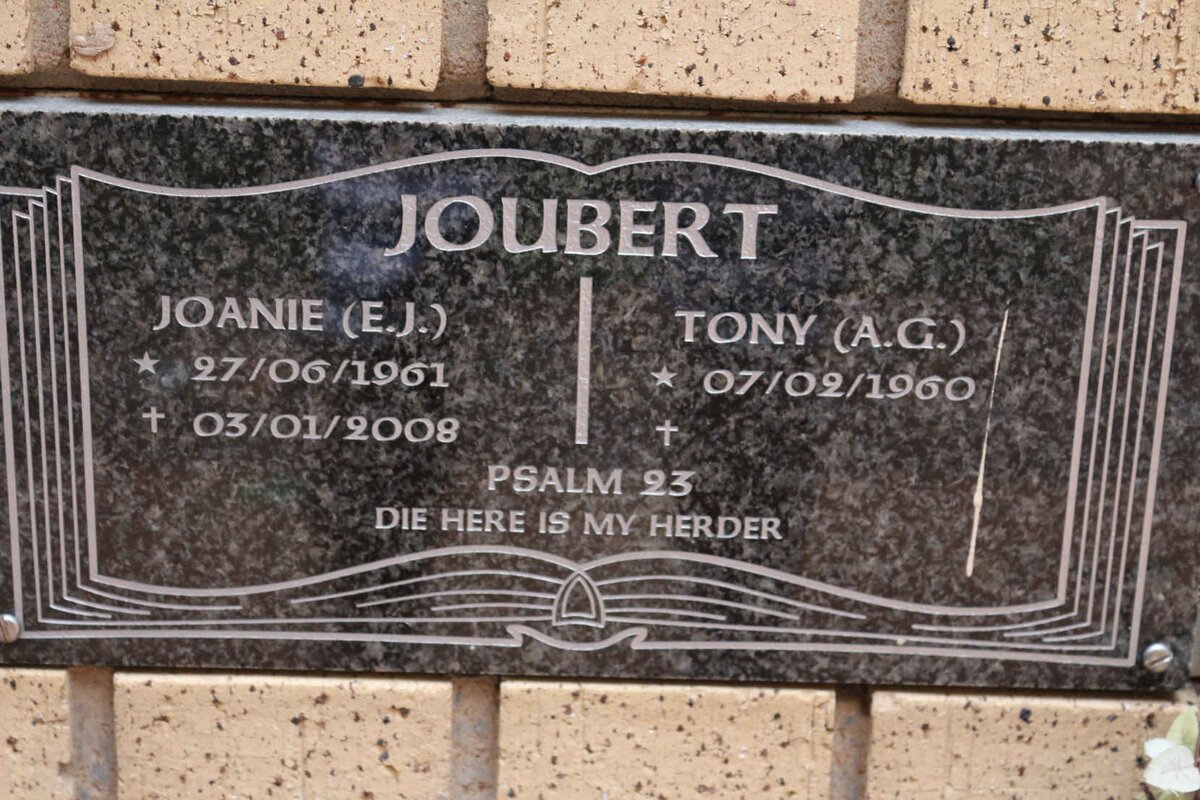 JOUBERT
JOANIE (E.J.)
★ 27/06/1961
† 03/01/2008
TONY (A.G.)
★ 07/02/1960
†
PSALM 23
DIE HERE IS MY HERDER